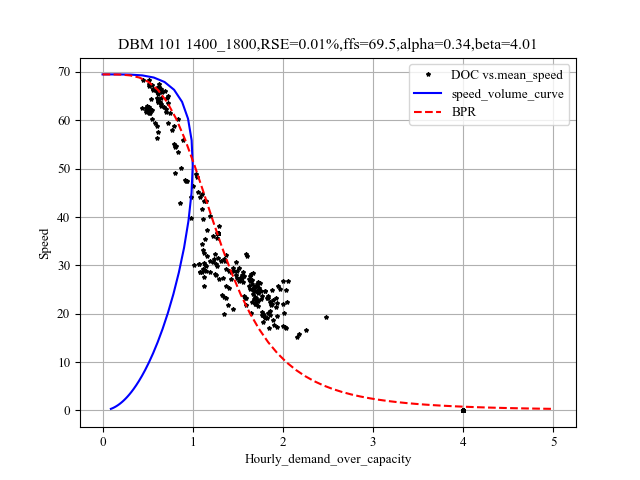 DBM 101 1400_1800,RSE=0.01%,ffs=69.5,alpha=0.34,beta=4.01
DOC vs.mean_speed
speed_volume_curve
BPR
70
60
50
40
30
20
10
0
Speed
0 1 2 3 4 5
Hourly_demand_over_capacity